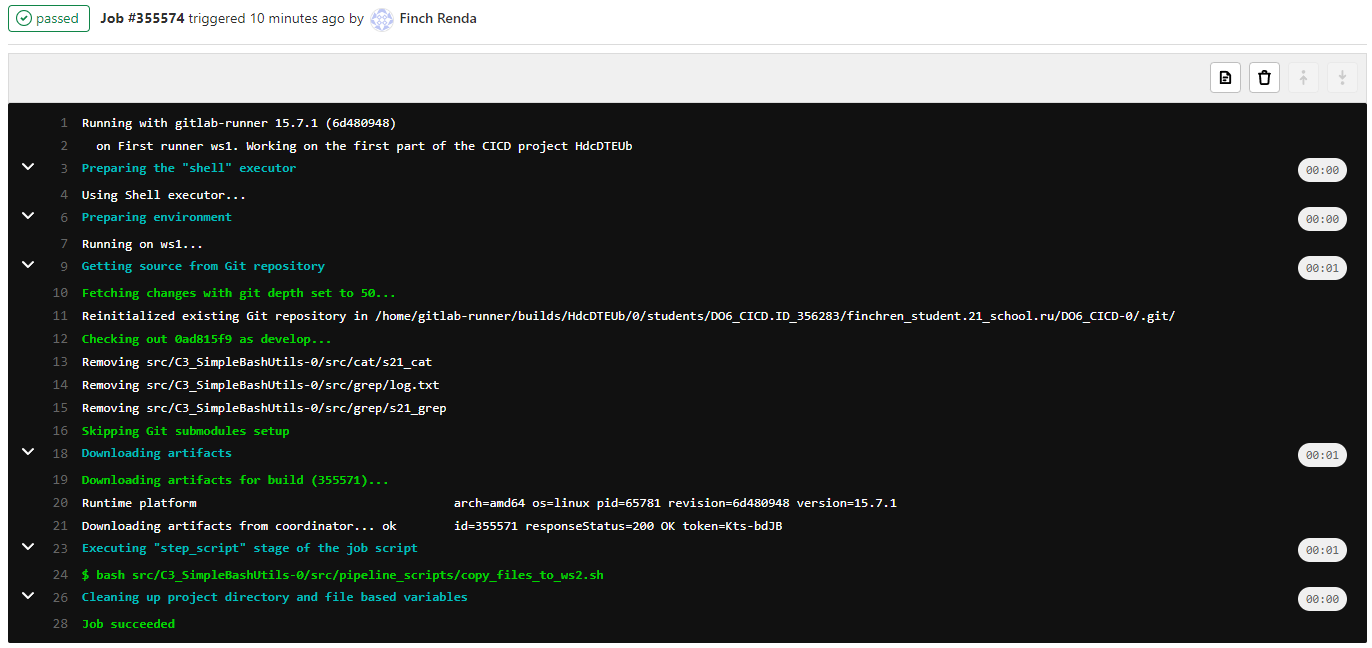 passed Job #355574 triggered 10 minutes ago by Finch Renda
1 Running with gitlab-runner 15.7.1 (6d480948)
2 on First runner ws1. Working on the first part of the CICD project HdcDTEUb
3 Preparing the "shell" executor 00:00
4 Using Shell executor...
6 Preparing environment 00:00
7 Running on ws1...
9 Getting source from Git repository 00:01
10 Fetching changes with git depth set to 50...
11 Reinitialized existing Git repository in /home/gitlab-runner/builds/HdcDTEUb/0/students/DO6_CICD.ID_356283/finchren_student.21_school.ru/DO6_CICD-0/.git/
12 Checking out 0ad815f9 as develop...
13 Removing src/C3_SimpleBashUtils-0/src/cat/s21_cat
14 Removing src/C3_SimpleBashUtils-0/src/grep/log.txt
15 Removing src/C3_SimpleBashUtils-0/src/grep/s21_grep
16 Skipping Git submodules setup
18 Downloading artifacts 00:01
19 Downloading artifacts for build (355571)...
20 Runtime platform arch=amd64 os=linux pid=65781 revision=6d480948 version=15.7.1
21 Downloading artifacts from coordinator... ok id=355571 responseStatus=200 OK token=Kts-bdJB
23 Executing "step_script" stage of the job script 00:01
24 $ bash src/C3_SimpleBashUtils-0/src/pipeline_scripts/copy_files_to_ws2.sh
26 Cleaning up project directory and file based variables 00:00
28 Job succeeded